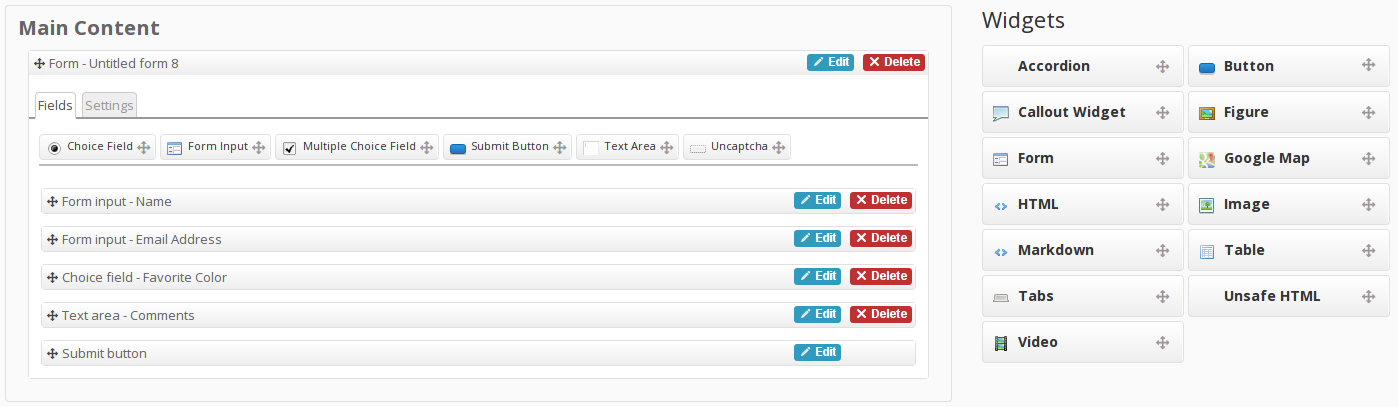 Main Content
Form - Untitled form 8 Edit Delete
Fields Settings
Choice Field Form Input Multiple Choice Field Submit Button Text Area Uncaptcha
Form input - Name Edit Delete
Form input - Email Address Edit Delete
Choice field - Favorite Color Edit Delete
Text area - Comments Edit Delete
Submit button Edit
Widgets
Accordion Button
Callout Widget Figure
Form Google Map
HTML Image
Markdown Table
Tabs Unsafe HTML
Video